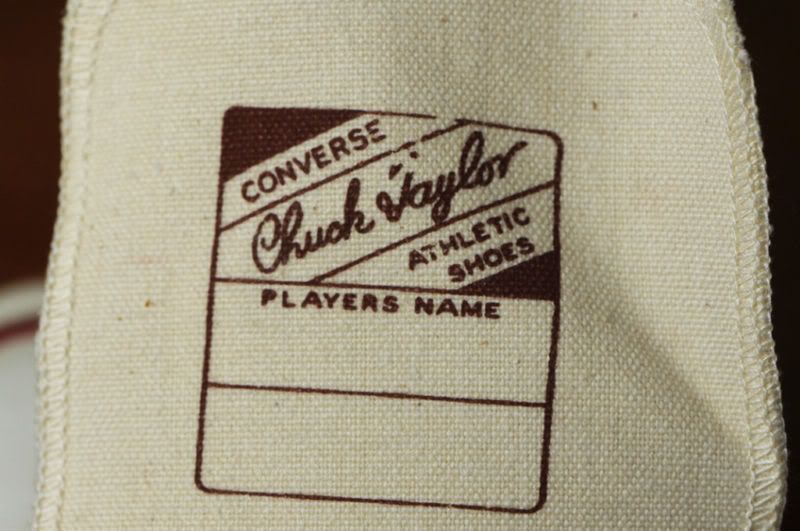 CONVERSE
Chuck Taylor
ATHLETIC
SHOES
PLAYERS NAME